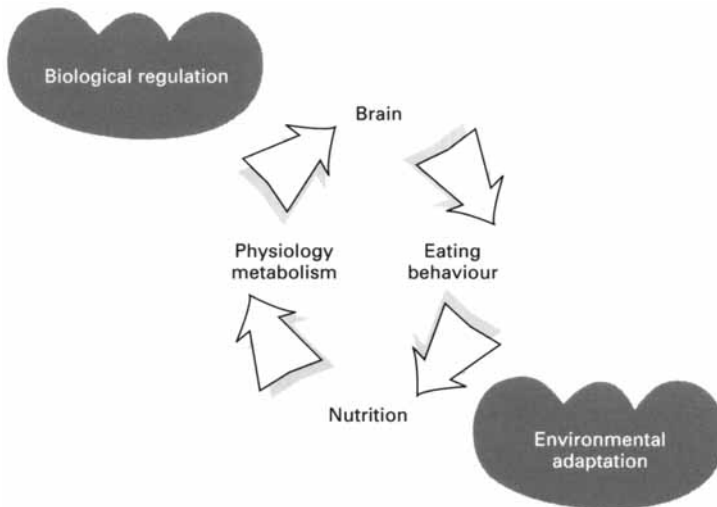 Biological regulation
Brain
Physiology
metabolism
Eating
behaviour
Nutrition
Environmental
adaptation